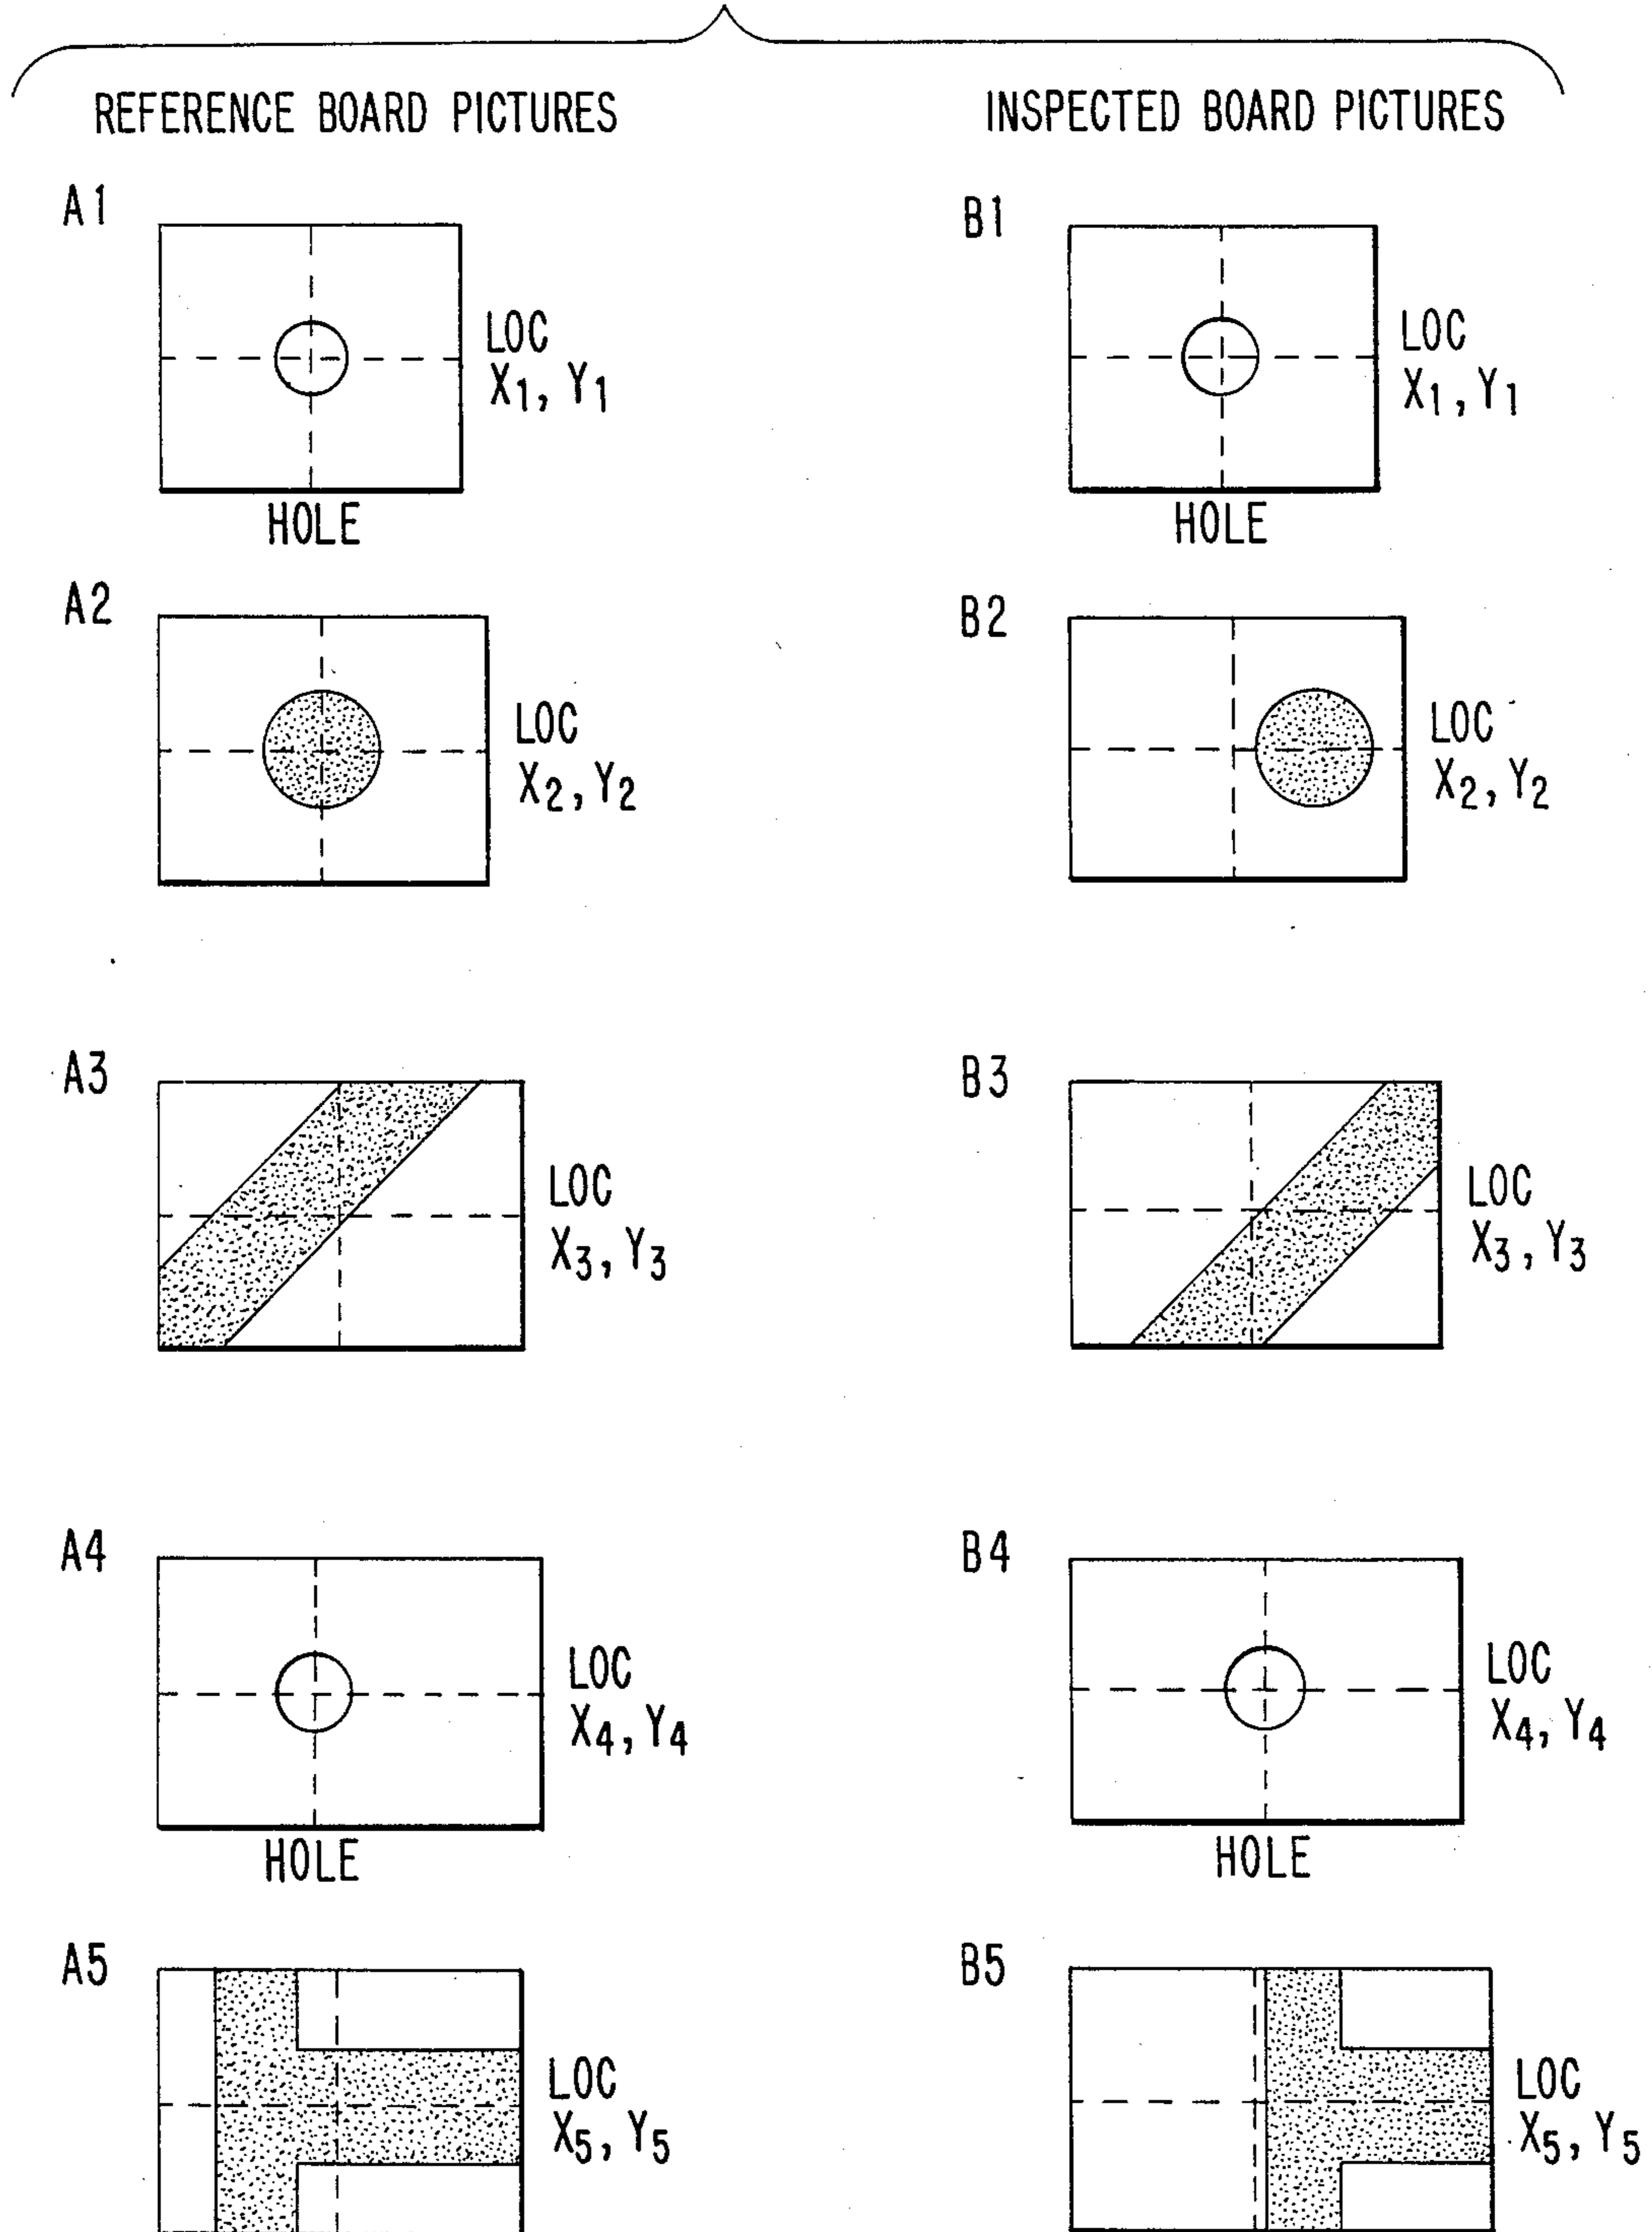 REFERENCE BOARD PICTURES
INSPECTED BOARD PICTURES
A1
LOC
X1, Y1
HOLE
B1
LOC
X1, Y1
HOLE
A2
LOC
X2, Y2
B2
LOC
X2, Y2
A3
LOC
X3, Y3
B3
LOC
X3, Y3
A4
LOC
X4, Y4
HOLE
B4
LOC
X4, Y4
HOLE
A5
LOC
X5, Y5
B5
LOC
X5, Y5